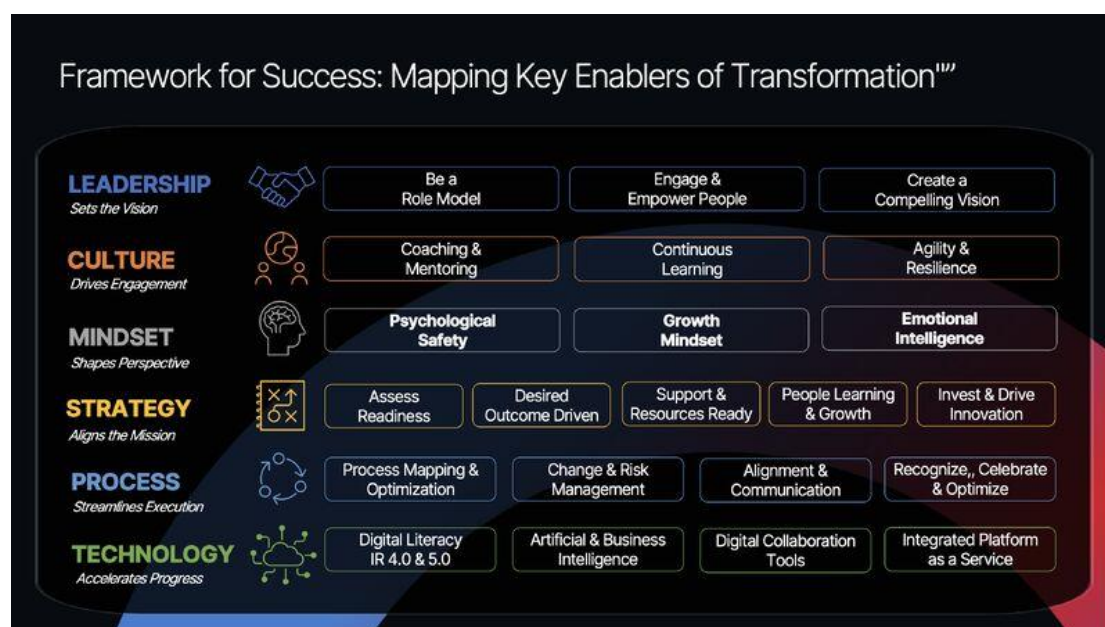 Framework for Success: Mapping Key Enablers of Transformation"”
LEADERSHIP
Sets the Vision
Be a
Role Model
Engage &
Empower People
Create a
Compelling Vision
CULTURE
Drives Engagement
Coaching &
Mentoring
Continuous
Learning
Agility &
Resilience
MINDSET
Shapes Perspective
Psychological
Safety
Growth
Mindset
Emotional
Intelligence
STRATEGY
Aligns the Mission
Assess
Readiness
Desired
Outcome Driven
Support &
Resources Ready
People Learning
& Growth
Invest & Drive
Innovation
PROCESS
Streamlines Execution
Process Mapping &
Optimization
Change & Risk
Management
Alignment &
Communication
Recognize,, Celebrate
& Optimize
TECHNOLOGY
Accelerates Progress
Digital Literacy
IR 4.0 & 5.0
Artificial & Business
Intelligence
Digital Collaboration
Tools
Integrated Platform
as a Service